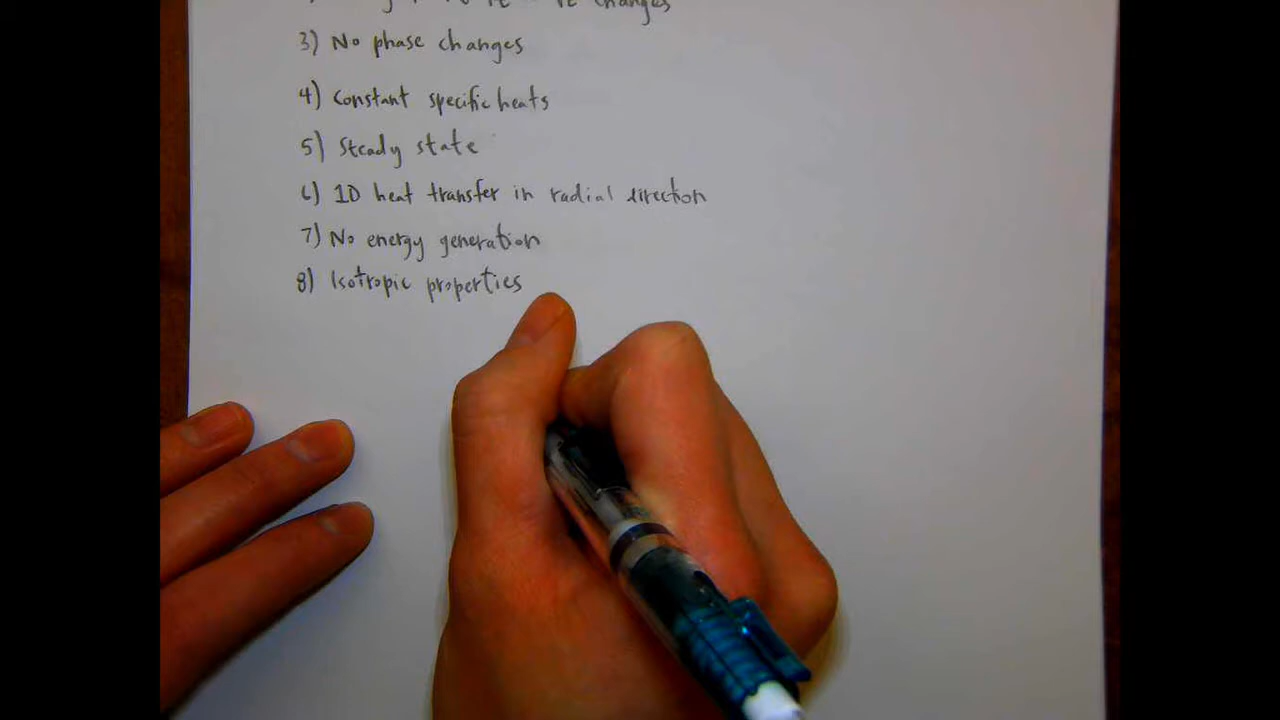 changes
3) No phase changes
4) Constant specific heats
5) Steady state
6) 1D heat transfer in radial direction
7) No energy generation
8) Isotropic properties